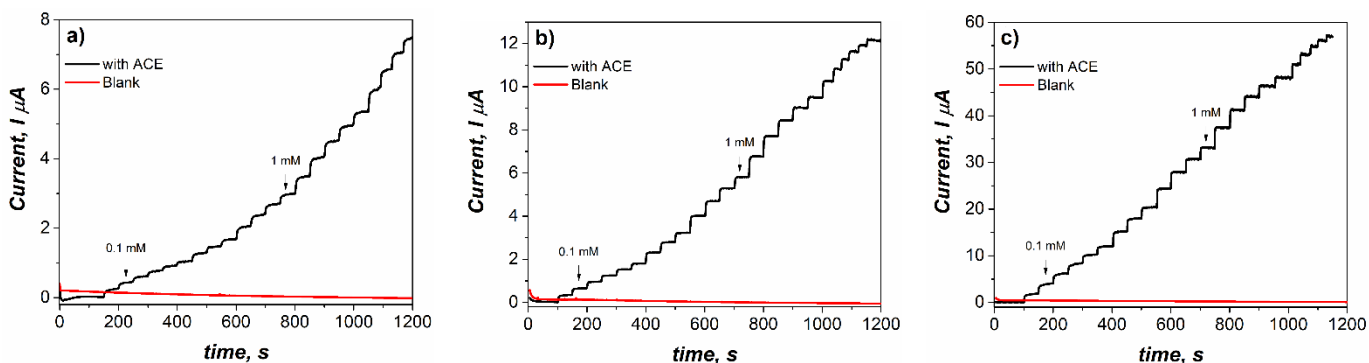 a)
with ACE
Blank
0.1 mM
1 mM
Current, I μA
8
6
4
2
0
0 200 400 600 800 1000 1200
time, s
b)
with ACE
Blank
0.1 mM
1 mM
Current, I μA
12
10
8
6
4
2
0
0 200 400 600 800 1000 1200
time, s
c)
with ACE
Blank
0.1 mM
1 mM
Current, I μA
60
50
40
30
20
10
0
0 200 400 600 800 1000 1200
time, s